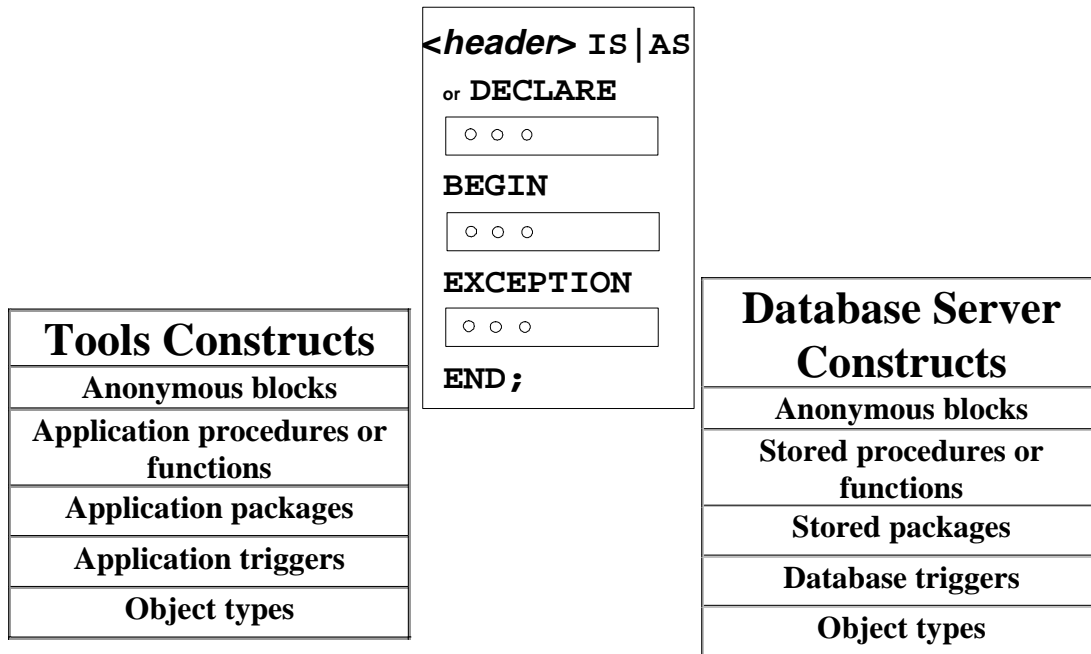 <header> IS|AS
or DECLARE
BEGIN
EXCEPTION
END;
Tools Constructs
Anonymous blocks
Application procedures or
functions
Application packages
Application triggers
Object types
Database Server
Constructs
Anonymous blocks
Stored procedures or
functions
Stored packages
Database triggers
Object types